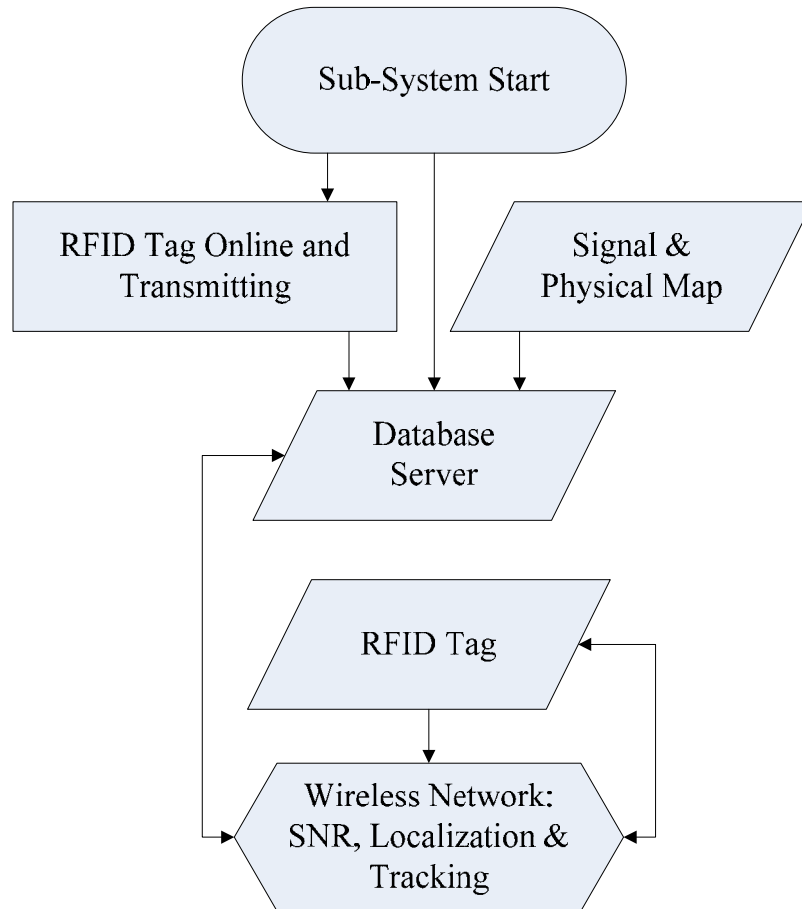 Sub-System Start
RFID Tag Online and
Transmitting
Signal &
Physical Map
Database
Server
RFID Tag
Wireless Network:
SNR, Localization &
Tracking